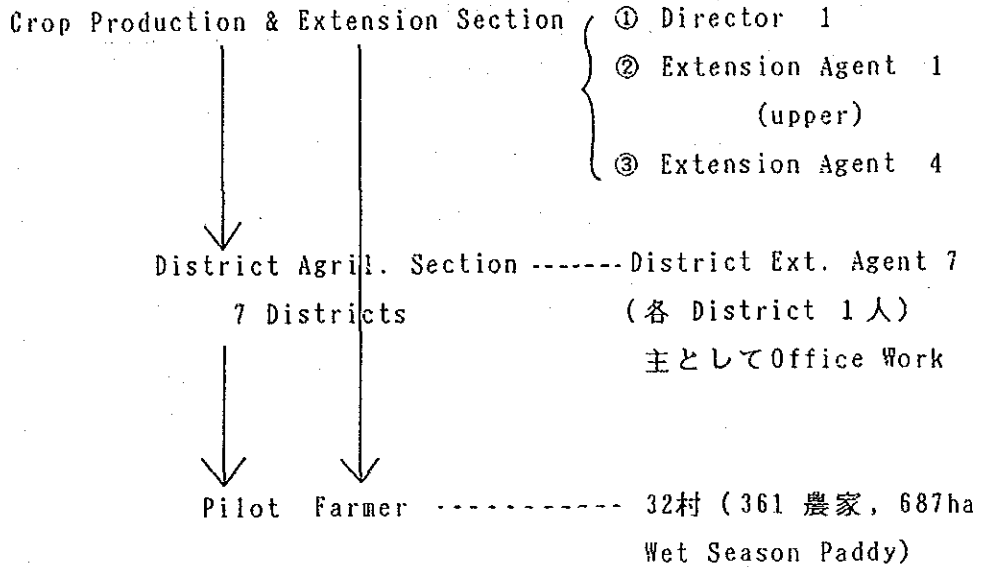 Crop Production & Extension Section ① Director 1
② Extension Agent 1
(upper)
③ Extension Agent 4
District Agril. Section ------- District Ext. Agent 7
7 Districts (各 District 1人)
主としてOffice Work
Pilot Farmer ----------- 32村 (361 農家, 687ha
Wet Season Paddy)